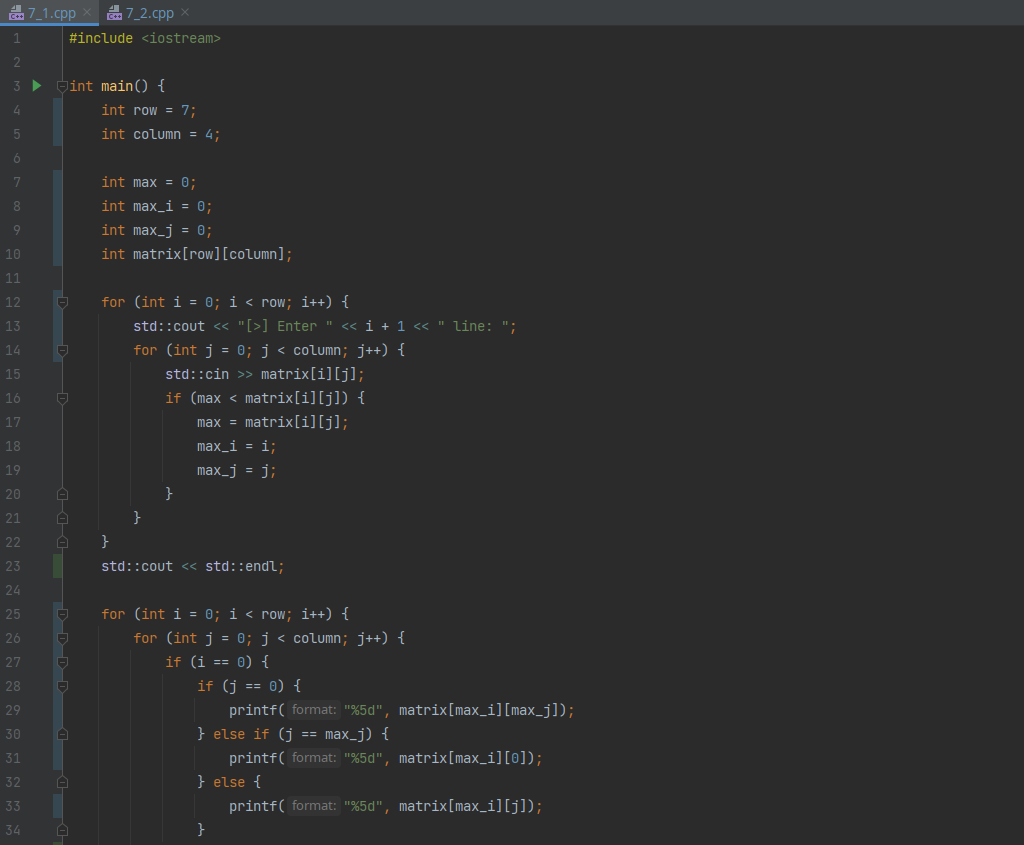 7_1.cpp 7_2.cpp
1 #include <iostream>
2
3 int main() {
4     int row = 7;
5     int column = 4;
6
7     int max = 0;
8     int max_i = 0;
9     int max_j = 0;
10     int matrix[row][column];
11
12     for (int i = 0; i < row; i++) {
13         std::cout << "[>] Enter " << i + 1 << " line: ";
14         for (int j = 0; j < column; j++) {
15             std::cin >> matrix[i][j];
16             if (max < matrix[i][j]) {
17                 max = matrix[i][j];
18                 max_i = i;
19                 max_j = j;
20             }
21         }
22     }
23     std::cout << std::endl;
24
25     for (int i = 0; i < row; i++) {
26         for (int j = 0; j < column; j++) {
27             if (i == 0) {
28                 if (j == 0) {
29                     printf( format: "%5d", matrix[max_i][max_j]);
30                 } else if (j == max_j) {
31                     printf( format: "%5d", matrix[max_i][0]);
32                 } else {
33                     printf( format: "%5d", matrix[max_i][j]);
34                 }